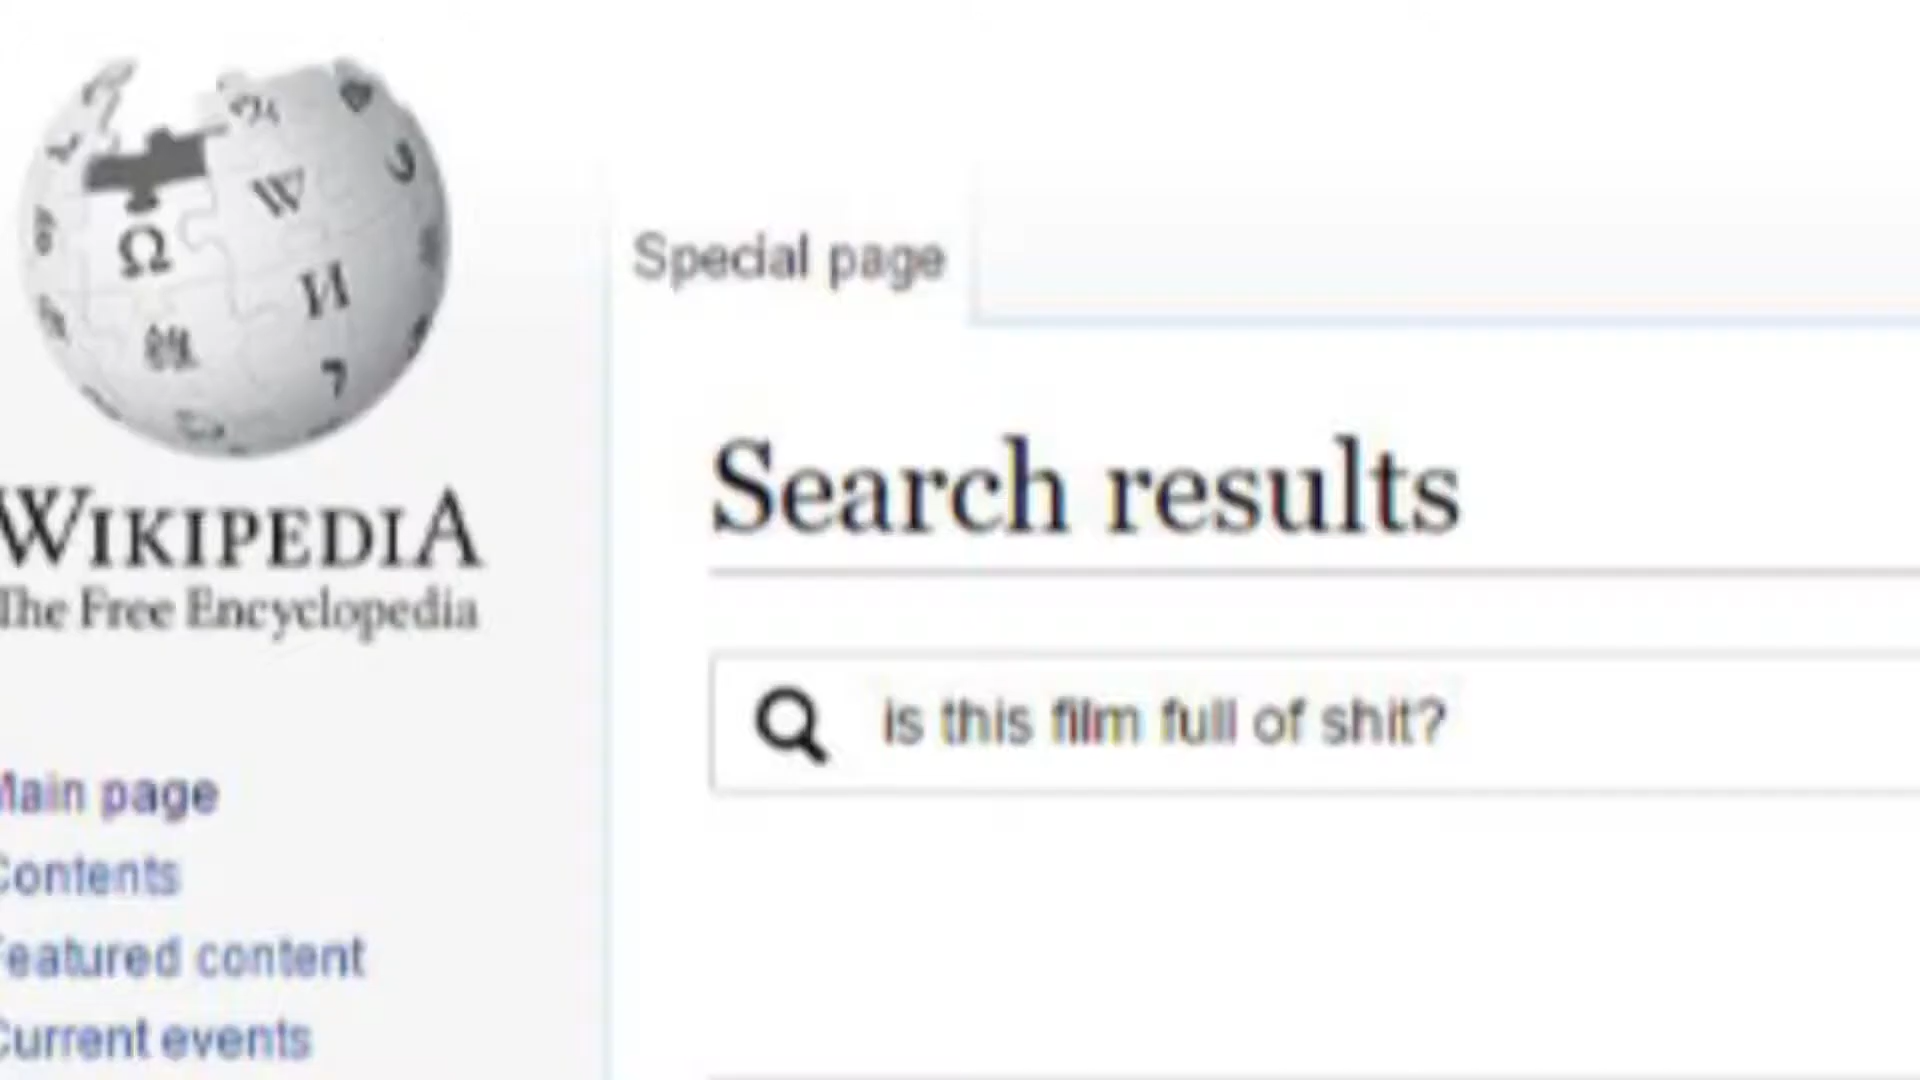 Special page
Search results
WIKIPEDIA
The Free Encyclopedia
is this film full of shit?
Main page
Contents
Featured content
Current events